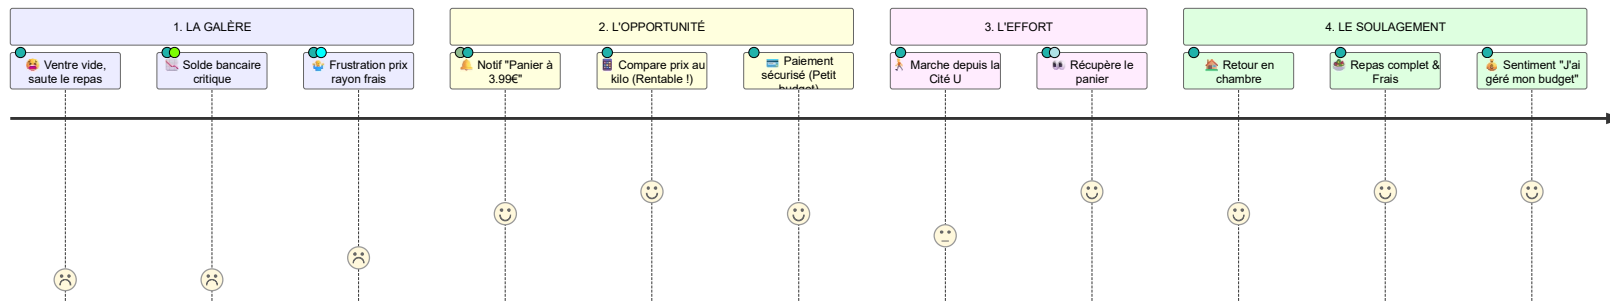 1. LA GALÈRE
2. L'OPPORTUNITÉ
3. L'EFFORT
4. LE SOULAGEMENT
😫 Ventre vide,
saute le repas
📉 Solde bancaire
critique
🤷 Frustration prix
rayon frais
🔔 Notif "Panier à
3.99€"
🧮 Compare prix au
kilo (Rentable !)
💳 Paiement
sécurisé (Petit
budget)
🚶 Marche depuis la
Cité U
👀 Récupère le
panier
🏠 Retour en
chambre
🥗 Repas complet &
Frais
💰 Sentiment "J'ai
géré mon budget"